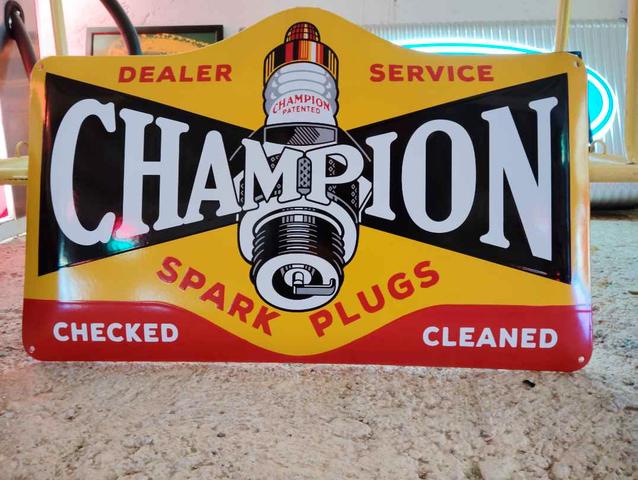 DEALER SERVICE
CHAMPION
PATENTED
CHAMPION
SPARK PLUGS
CHECKED CLEANED